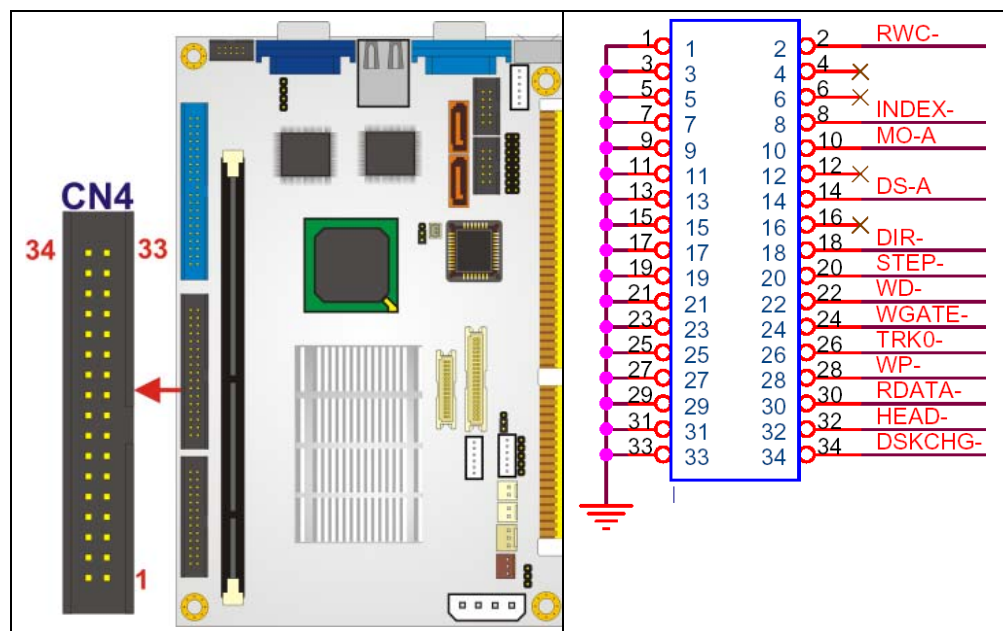 CN4
34 33
1
1 1 2 2 RWC-
3 3 4 4
5 5 6 6
7 7 8 8 INDEX-
9 9 10 10 MO-A
11 11 12 12
13 13 14 14 DS-A
15 15 16 16
17 17 18 18 DIR-
19 19 20 20 STEP-
21 21 22 22 WD-
23 23 24 24 WGATE-
25 25 26 26 TRK0-
27 27 28 28 WP-
29 29 30 30 RDATA-
31 31 32 32 HEAD-
33 33 34 34 DSKCHG-